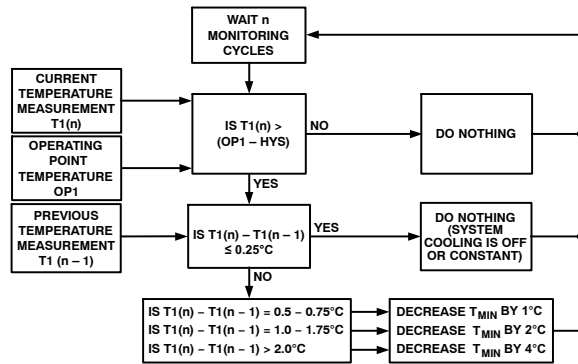 WAIT n
MONITORING
CYCLES
CURRENT
TEMPERATURE
MEASUREMENT
T1(n)
IS T1(n) >
(OP1 – HYS)
NO
DO NOTHING
OPERATING
POINT
TEMPERATURE
OP1
YES
PREVIOUS
TEMPERATURE
MEASUREMENT
T1 (n – 1)
IS T1(n) – T1(n – 1)
≤ 0.25°C
YES
DO NOTHING
(SYSTEM
COOLING IS OFF
OR CONSTANT)
NO
IS T1(n) – T1(n – 1) = 0.5 – 0.75°C
DECREASE TMIN BY 1°C
IS T1(n) – T1(n – 1) = 1.0 – 1.75°C
DECREASE TMIN BY 2°C
IS T1(n) – T1(n – 1) > 2.0°C
DECREASE TMIN BY 4°C